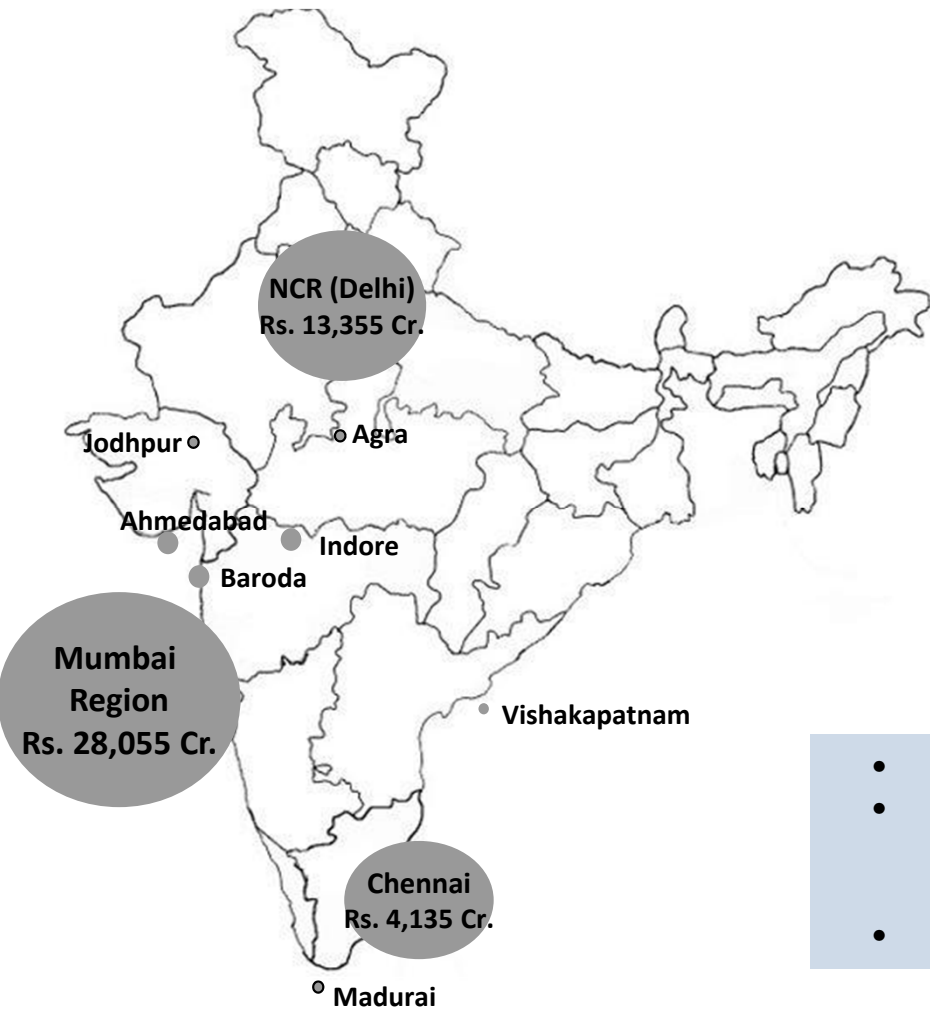 NCR (Delhi)
Rs. 13,355 Cr.
Jodhpur
Agra
Ahmedabad
Indore
Baroda
Mumbai
Region
Rs. 28,055 Cr.
Vishakapatnam
•
•
Chennai
Rs. 4,135 Cr.
•
Madurai